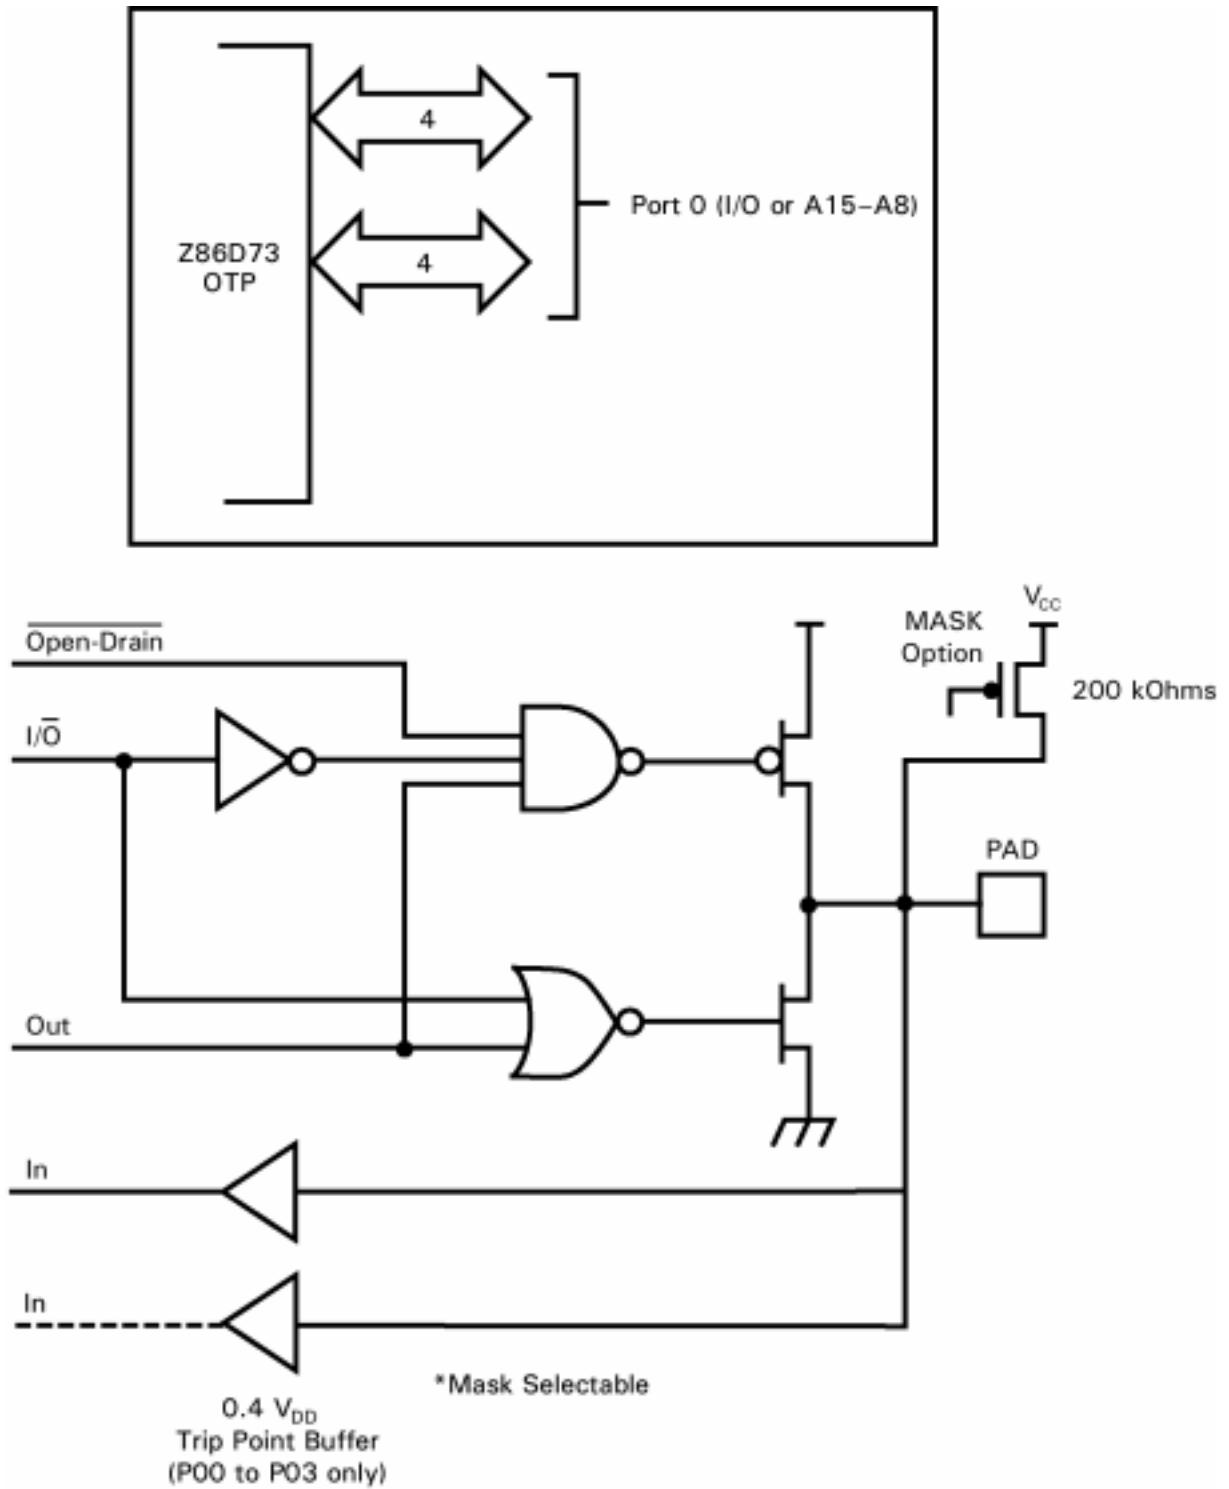 4
Port 0 (I/O or A15–A8)
Z86D73
OTP
4
Open-Drain
MASK
Option
VCC
200 kOhms
I/O
PAD
Out
In
In
*Mask Selectable
0.4 VDD
Trip Point Buffer
(P00 to P03 only)